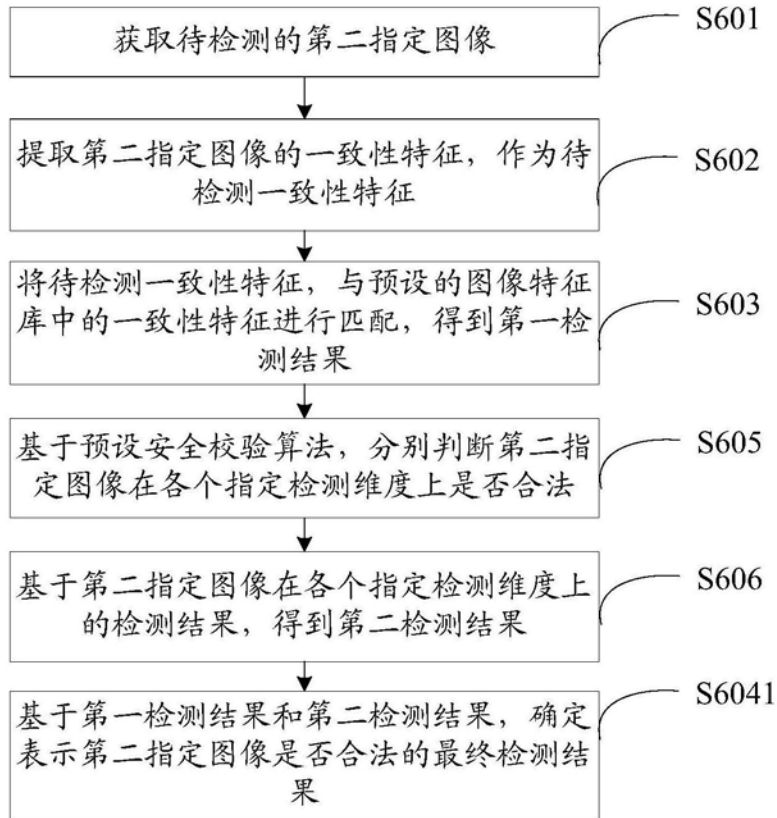 获取待检测的第二指定图像
S601
提取第二指定图像的一致性特征，作为待
检测一致性特征
S602
将待检测一致性特征，与预设的图像特征
库中的一致性特征进行匹配，得到第一检
测结果
S603
基于预设安全校验算法，分别判断第二指
定图像在各个指定检测维度上是否合法
S605
基于第二指定图像在各个指定检测维度上
的检测结果，得到第二检测结果
S606
基于第一检测结果和第二检测结果，确定
表示第二指定图像是否合法的最终检测结
果
S6041